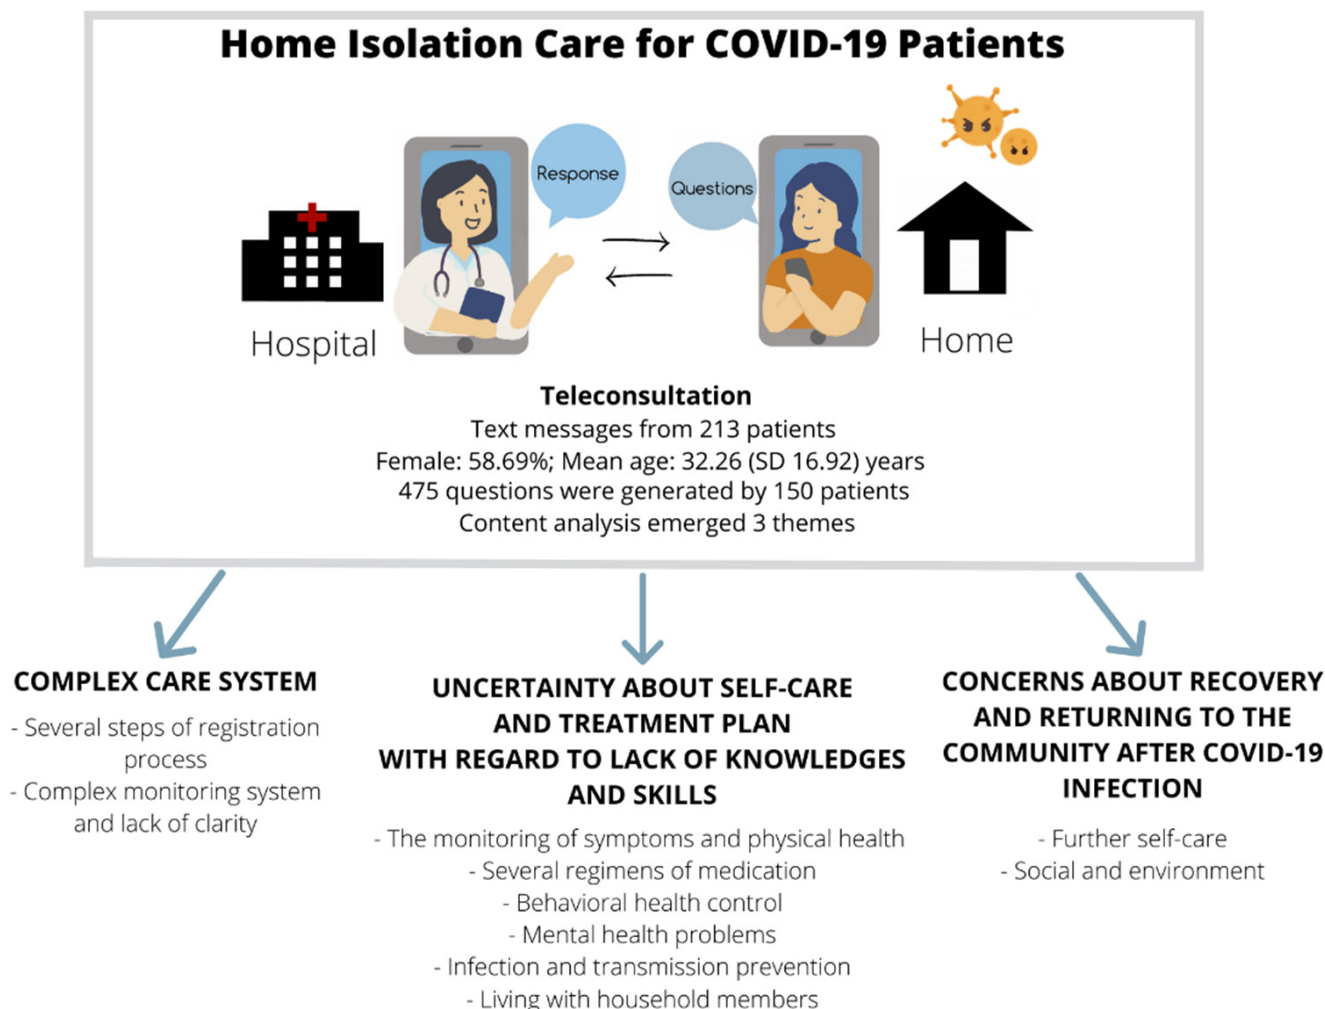 Home Isolation Care for COVID-19 Patients
Response
Questions
Hospital
Home
Teleconsultation
Text messages from 213 patients
Female: 58.69%; Mean age: 32.26 (SD 16.92) years
475 questions were generated by 150 patients
Content analysis emerged 3 themes
COMPLEX CARE SYSTEM
- Several steps of registration
process
- Complex monitoring system
and lack of clarity
UNCERTAINTY ABOUT SELF-CARE
AND TREATMENT PLAN
WITH REGARD TO LACK OF KNOWLEDGES
AND SKILLS
- The monitoring of symptoms and physical health
- Several regimens of medication
- Behavioral health control
- Mental health problems
- Infection and transmission prevention
- Living with household members
CONCERNS ABOUT RECOVERY
AND RETURNING TO THE
COMMUNITY AFTER COVID-19
INFECTION
- Further self-care
- Social and environment